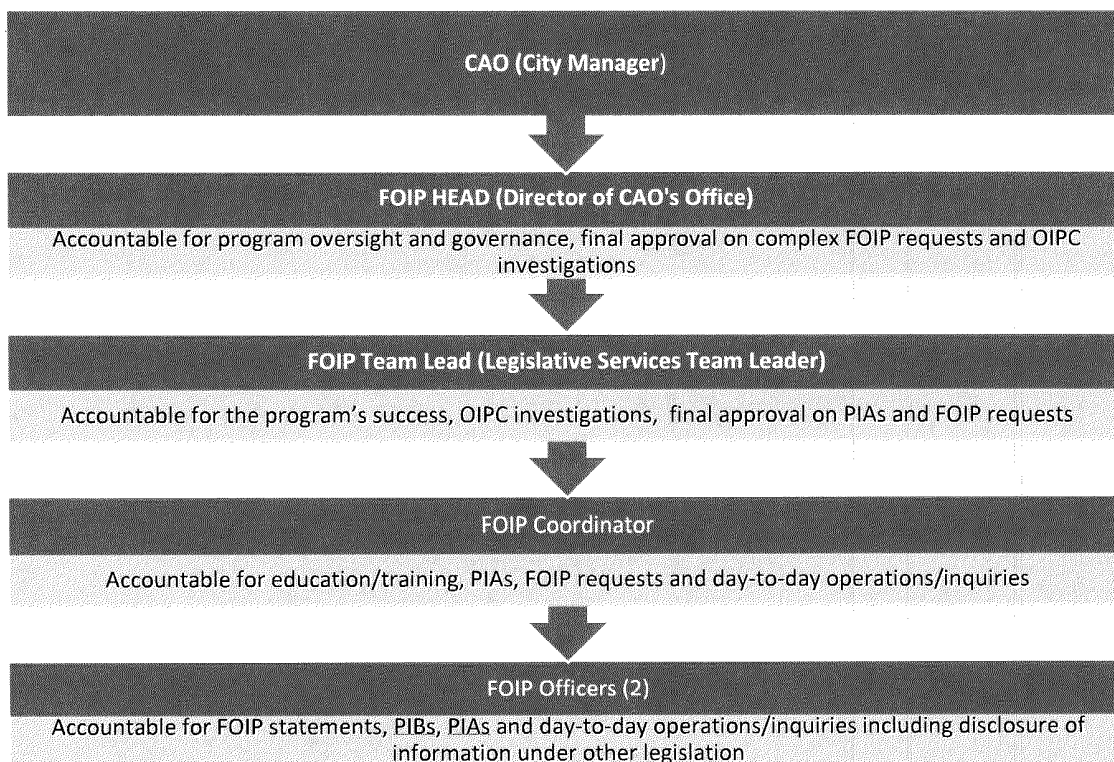 CAO (City Manager)
FOIP HEAD (Director of CAO's Office)
Accountable for program oversight and governance, final approval on complex FOIP requests and OIPC
investigations
FOIP Team Lead (Legislative Services Team Leader)
Accountable for the program's success, OIPC investigations, final approval on PIAs and FOIP requests
FOIP Coordinator
Accountable for education/training, PIAs, FOIP requests and day-to-day operations/inquiries
FOIP Officers (2)
Accountable for FOIP statements, PIBs, PIAs and day-to-day operations/inquiries including disclosure of
information under other legislation